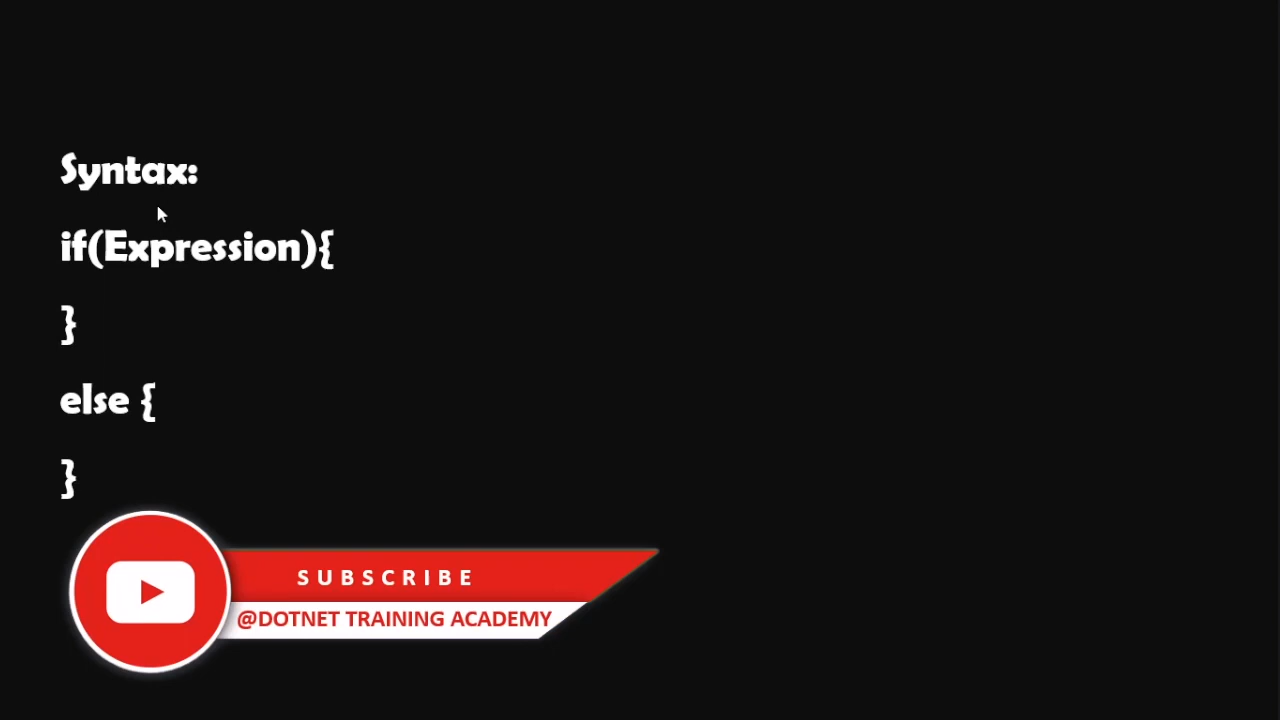 Syntax:
if(Expression){
}
else {
}
SUBSCRIBE
@DOTNET TRAINING ACADEMY